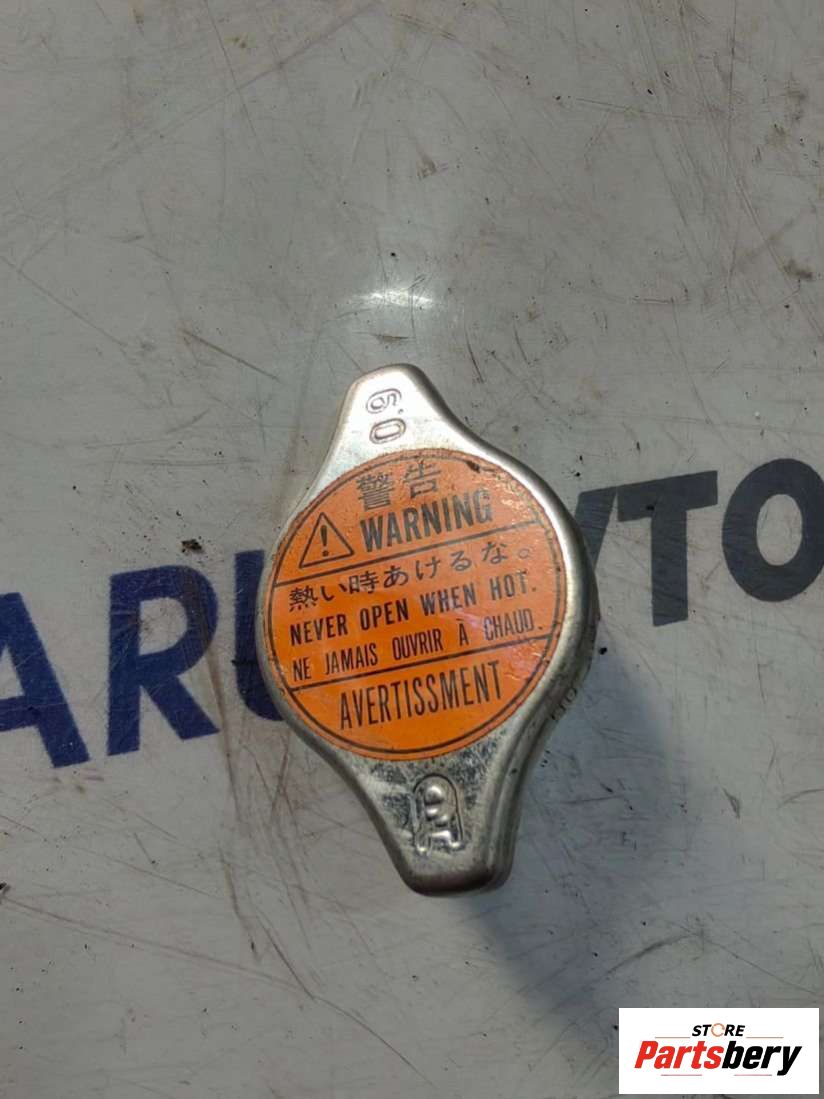 0.9
警告
WARNING
熱い時あけるな。
NEVER OPEN WHEN HOT.
NE JAMAIS OUVRIR À CHAUD.
AVERTISSMENT
ARU
TO
STORE
Partsbery